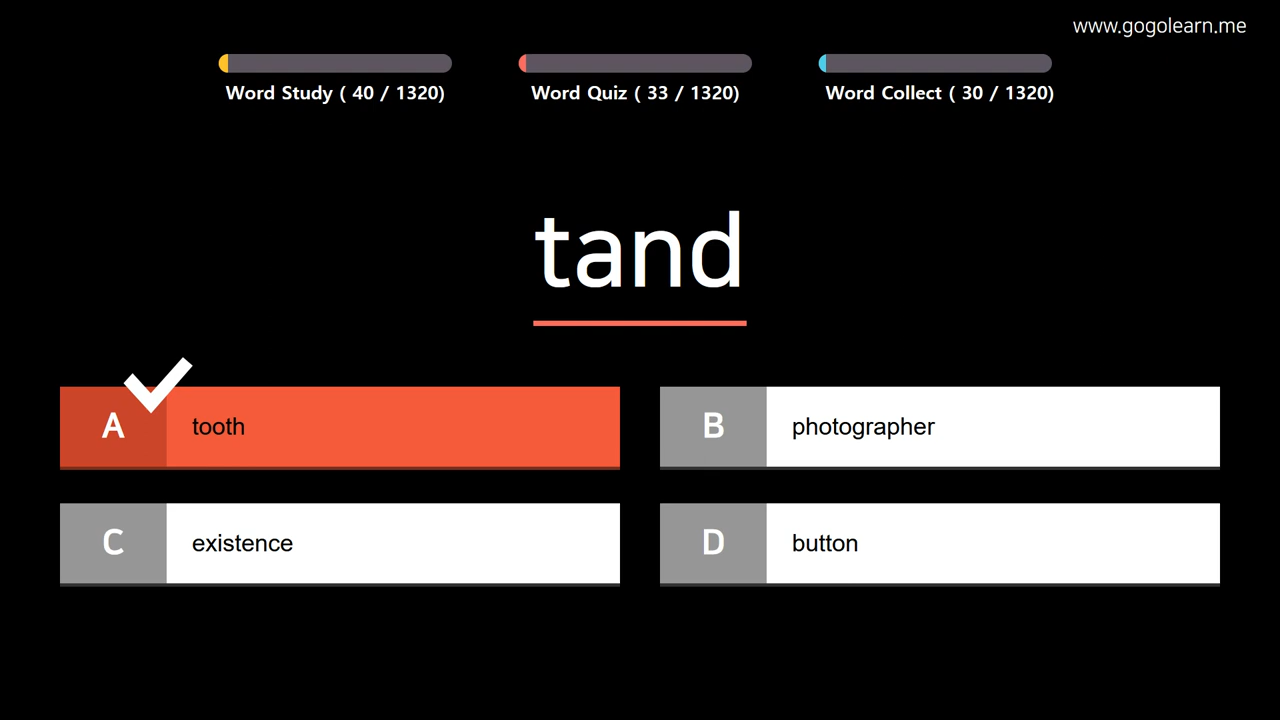 www.gogolearn.me
Word Study ( 40 / 1320)
Word Quiz ( 33 / 1320)
Word Collect ( 30 / 1320)
tand
A tooth
B photographer
C existence
D button